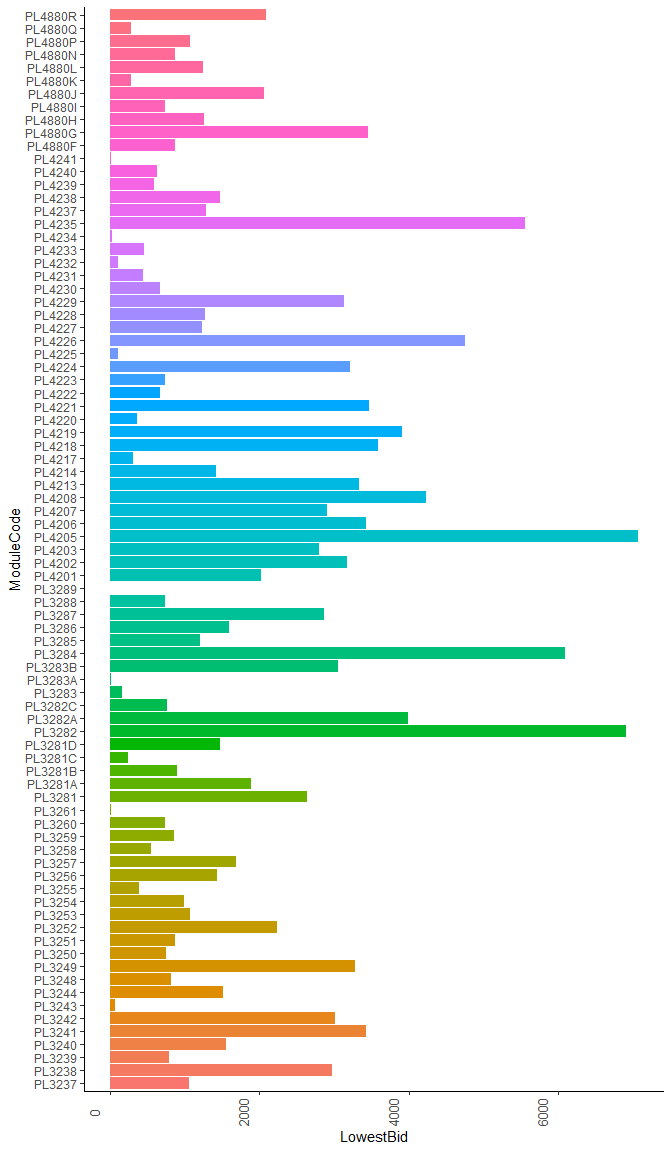 PL4880R
PL4880Q
PL4880P
PL4880N
PL4880L
PL4880K
PL4880J
PL4880I
PL4880H
PL4880G
PL4880F
PL4241
PL4240
PL4239
PL4238
PL4237
PL4235
PL4234
PL4233
PL4232
PL4231
PL4230
PL4229
PL4228
PL4227
PL4226
PL4225
PL4224
PL4223
PL4222
PL4221
PL4220
PL4219
PL4218
PL4217
PL4214
PL4213
PL4208
PL4207
PL4206
PL4205
PL4203
PL4202
PL4201
PL3289
PL3288
PL3287
PL3286
PL3285
PL3284
PL3283B
PL3283A
PL3283
PL3282C
PL3282A
PL3282
PL3281D
PL3281C
PL3281B
PL3281A
PL3281
PL3261
PL3260
PL3259
PL3258
PL3257
PL3256
PL3255
PL3254
PL3253
PL3252
PL3251
PL3250
PL3249
PL3248
PL3244
PL3243
PL3242
PL3241
PL3240
PL3239
PL3238
PL3237
ModuleCode
0
2000
4000
6000
LowestBid